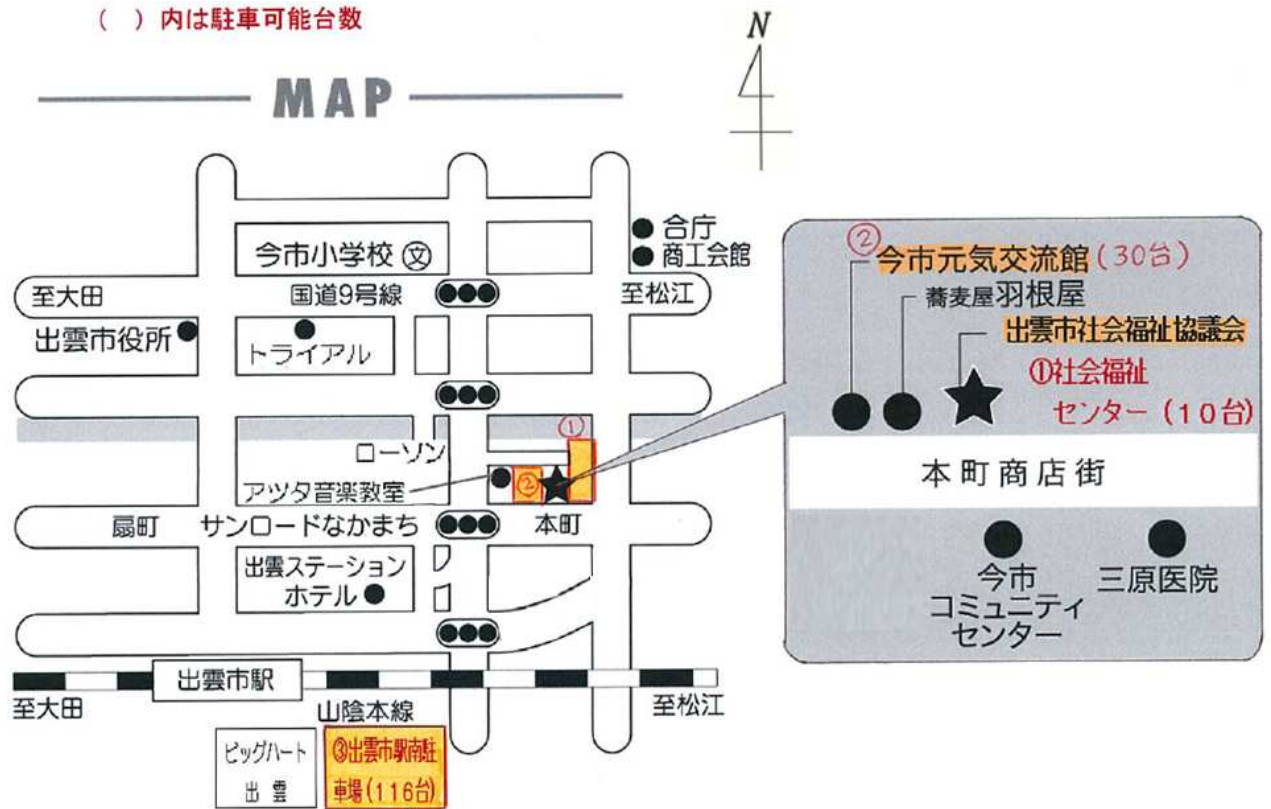 （ ）内は駐車可能台数
N
MAP
今市小学校 文
合庁
商工会館
至大田
国道9号線
至松江
出雲市役所
トライアル
ローソン
①
アツタ音楽教室
②
扇町
サンロードなかまち
本町
出雲ステーション
ホテル
出雲市駅
至大田
山陰本線
至松江
ビッグハート
出雲
③出雲市駅南駐
車場(116台)
②
今市元気交流館(30台)
蕎麦屋羽根屋
出雲市社会福祉協議会
①社会福祉
センター(10台)
本町商店街
今市
コミュニティ
センター
三原医院